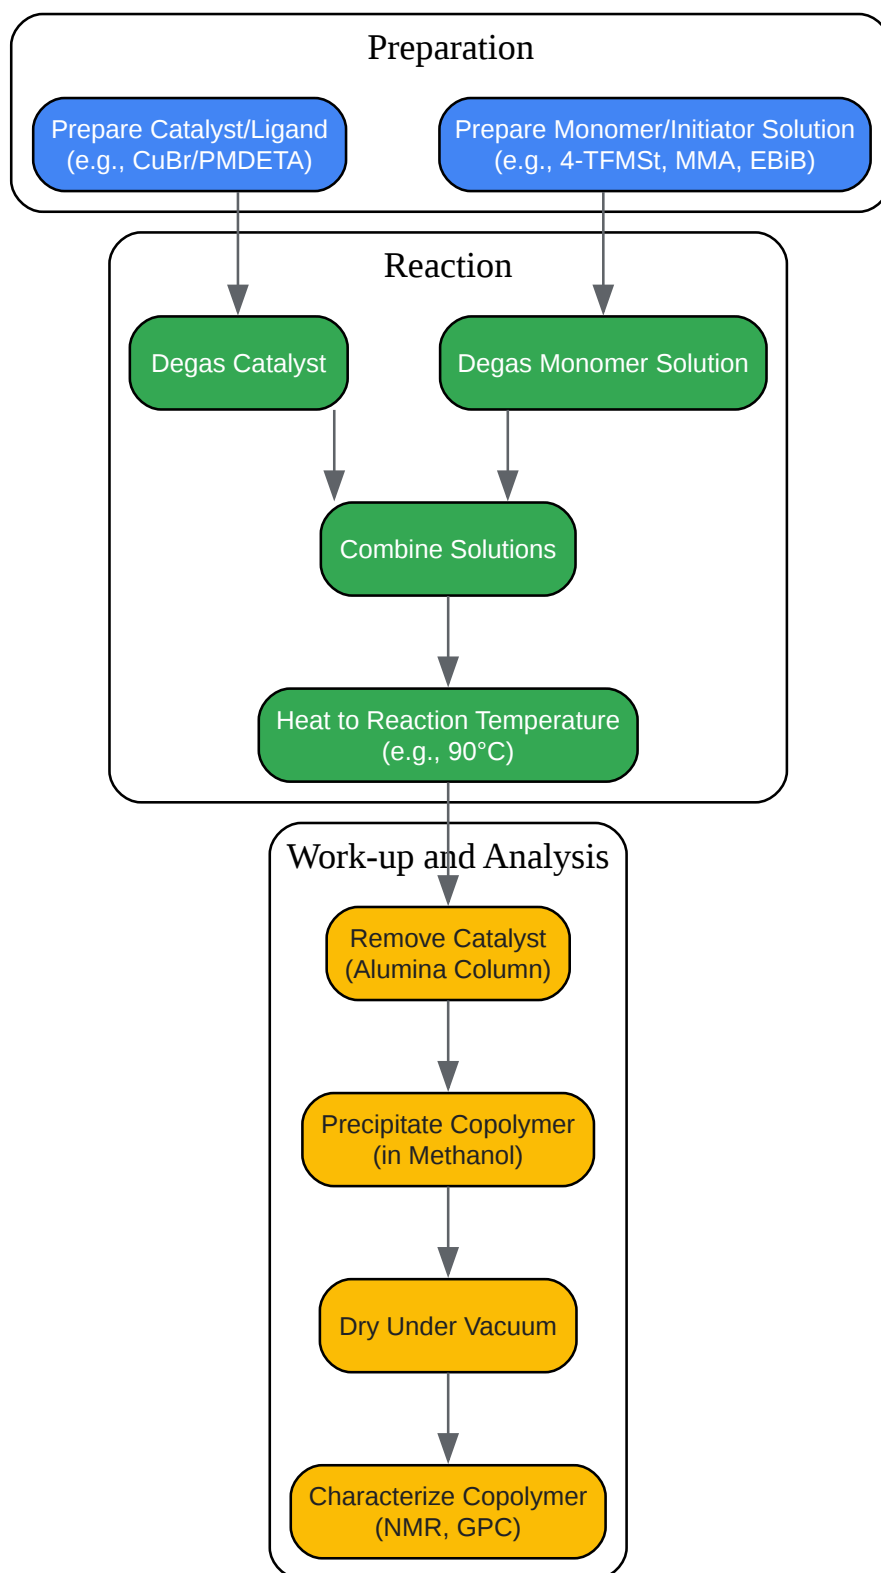 Preparation
Prepare Catalyst/Ligand
(e.g., CuBr/PMDETA)
Prepare Monomer/Initiator Solution
(e.g., 4-TFMSt, MMA, EBiB)
Reaction
Degas Catalyst
Degas Monomer Solution
Combine Solutions
Heat to Reaction Temperature
(e.g., 90°C)
Work-up and Analysis
Remove Catalyst
(Alumina Column)
Precipitate Copolymer
(in Methanol)
Dry Under Vacuum
Characterize Copolymer
(NMR, GPC)